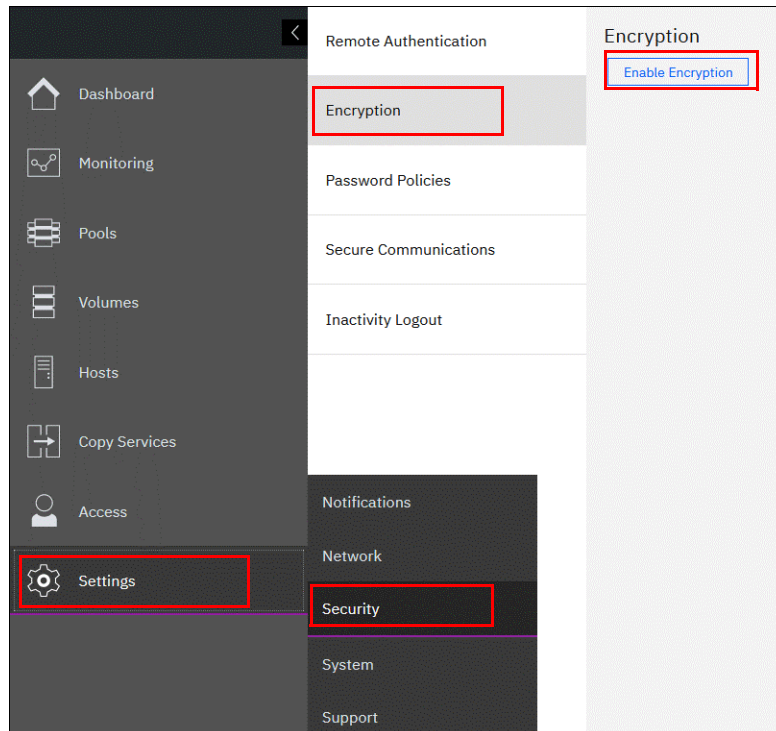 Dashboard
Monitoring
Pools
Volumes
Hosts
Copy Services
Access
Settings
Remote Authentication
Encryption
Password Policies
Secure Communications
Inactivity Logout
Notifications
Network
Security
System
Support
Encryption
Enable Encryption